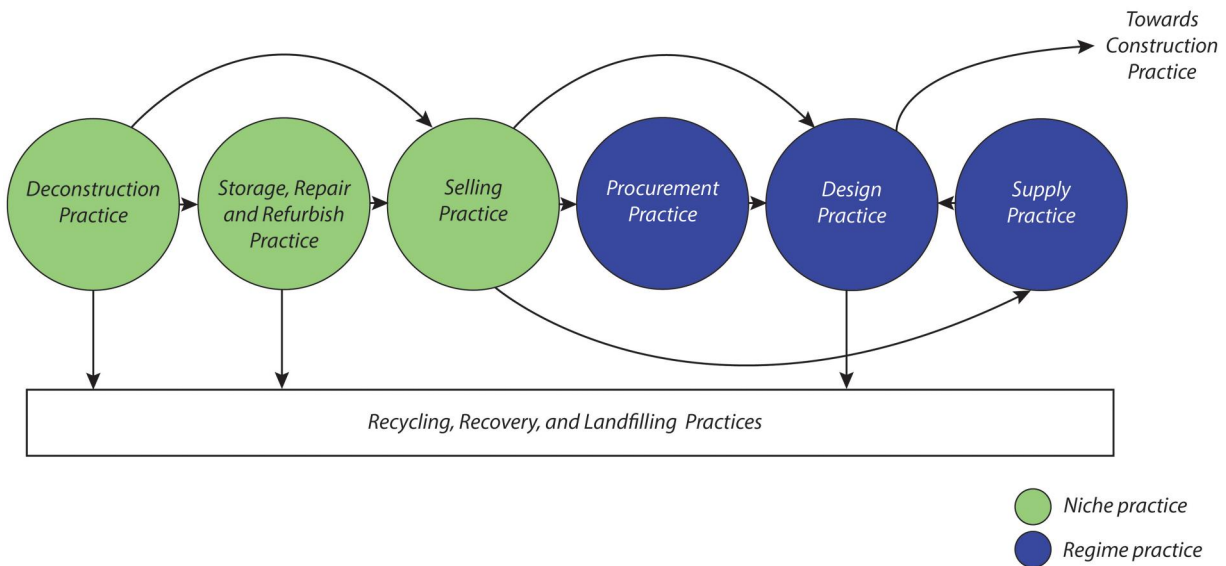 Towards
Construction
Practice
Deconstruction
Practice
Storage, Repair
and Refurbish
Practice
Selling
Practice
Procurement
Practice
Design
Practice
Supply
Practice
Recycling, Recovery, and Landfilling Practices
Niche practice
Regime practice